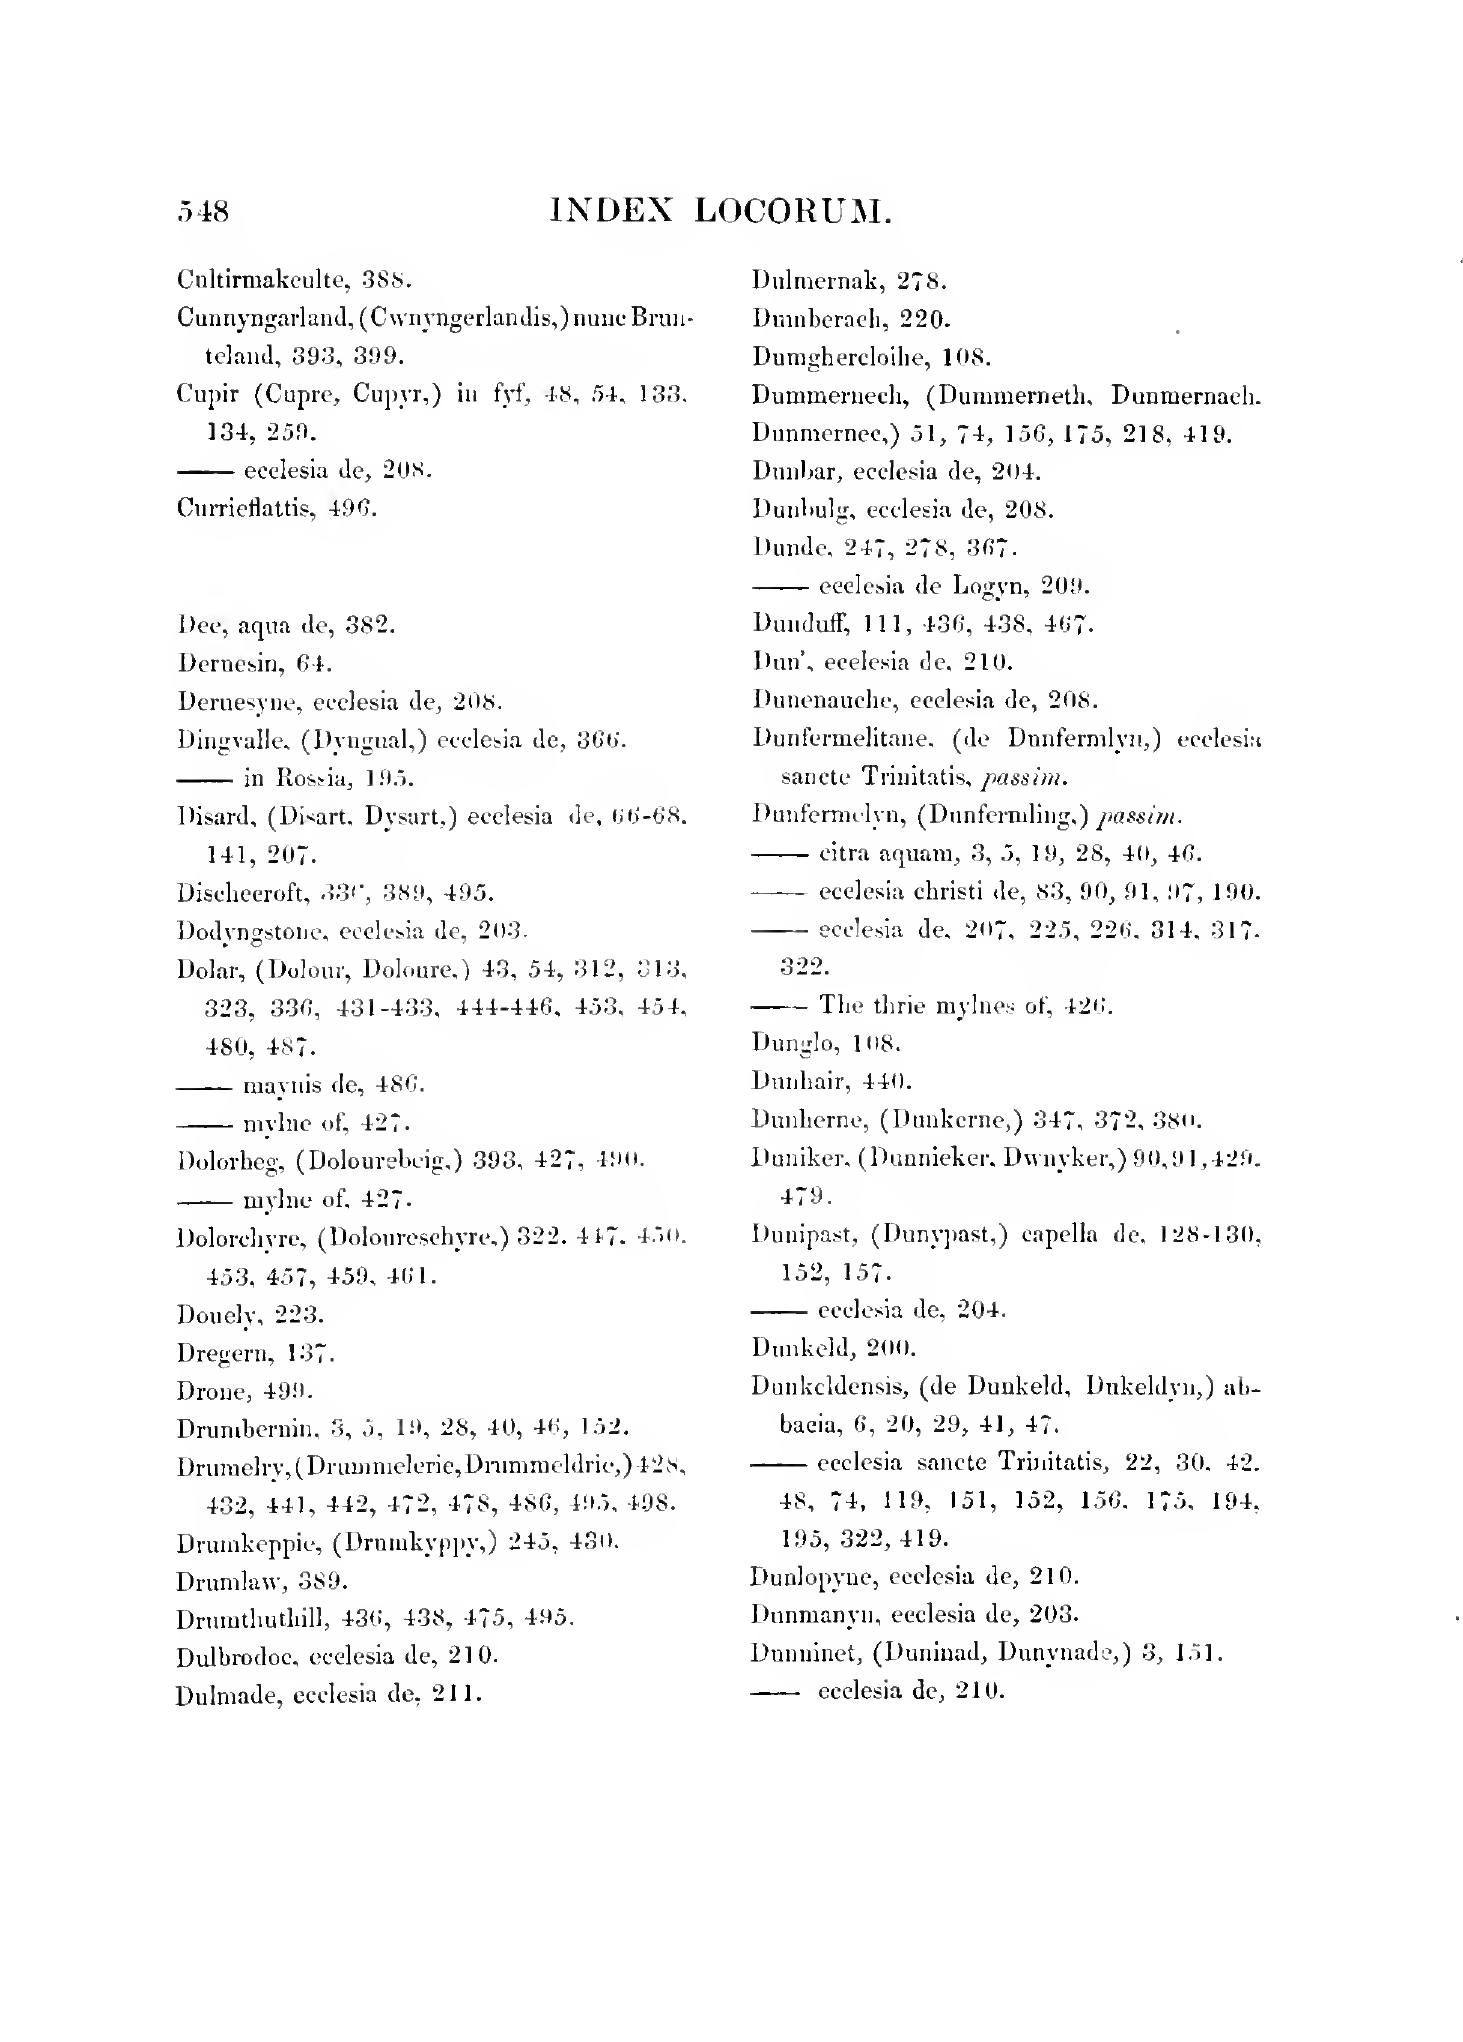 548 INDEX LOCORUM.
Cultirmakculte, 388.
Cunnyngarland, (Cwnyngerlandis,) nunc Brun-
teland, 393, 399.
Cupir (Cupre, Cupyr,) in fyf, 48, 54, 133,
134, 259.
—— ecclesia de, 208.
Currieflattis, 496.
Dee, aqua de, 382.
Dernesin, 64.
Dernesyne, ecclesia de, 208.
Dingvalle, (Dyngual,) ecclesia de, 366.
—— in Rossia, 195.
Disard, (Disart, Dysart,) ecclesia de, 66-68,
141, 207.
Discheeroft, 389, 495.
Dodyngstone, ecclesia de, 203.
Dolar, (Dolour, Doloure,) 43, 54, 312, 313,
323, 336, 431-433, 444-446, 453, 454,
480, 487.
—— maynis de, 486.
—— mylne of, 427.
Dolorbeg, (Dolourebeig,) 393, 427, 490.
—— mylne of, 427.
Dolorchyre, (Doloureschyre,) 322, 447, 450,
453, 457, 459, 461.
Douely, 223.
Dregern, 137.
Drone, 499.
Drumbernin, 3, 5, 19, 28, 40, 46, 152.
Drumelry, (Drummelerie, Drummeldrie,) 428,
432, 441, 442, 472, 478, 486, 495, 498.
Drumkeppie, (Drumkyppy,) 245, 430.
Drumlaw, 389.
Drumthuthill, 436, 438, 475, 495.
Dulbrodoc, ecclesia de, 210.
Dulmade, ecclesia de, 211.
Dulmernak, 278.
Dumberach, 220.
Dumghercloihe, 108.
Dummernech, (Dummerneth, Dunmernach,
Dunmernec,) 51, 74, 156, 175, 218, 419.
Dunbar, ecclesia de, 204.
Dunbulg, ecclesia de, 208.
Dunde, 247, 278, 367.
—— ecclesia de Logyn, 209.
Dunduff, 111, 436, 438, 467.
Dun', ecclesia de, 210.
Dunenauche, ecclesia de, 208.
Dunfermelitane, (de Dunfermlyn,) ecclesia
sancte Trinitatis, passim.
Dunfermelyn, (Dunfermling,) passim.
—— citra aquam, 3, 5, 19, 28, 40, 46.
—— ecclesia christi de, 83, 90, 91, 97, 190.
—— ecclesia de, 207, 225, 226, 314, 317,
322.
—— The thrie mylnes of, 426.
Dunglo, 108.
Dunhair, 440.
Dunherne, (Dunkerne,) 347, 372, 380.
Duniker, (Dunnieker, Dwnyker,) 90, 91, 429,
479.
Dunipast, (Dunypast,) capella de, 128-130,
152, 157.
—— ecclesia de, 204.
Dunkeld, 200.
Dunkeldensis, (de Dunkeld, Dukeldyn,) ab-
bacia, 6, 20, 29, 41, 47.
—— ecclesia sancte Trinitatis, 22, 30, 42,
48, 74, 119, 151, 152, 156, 175, 194,
195, 322, 419.
Dunlopyne, ecclesia de, 210.
Dunmanyn, ecclesia de, 203.
Dunninet, (Duninad, Dunynade,) 3, 151.
—— ecclesia de, 210.